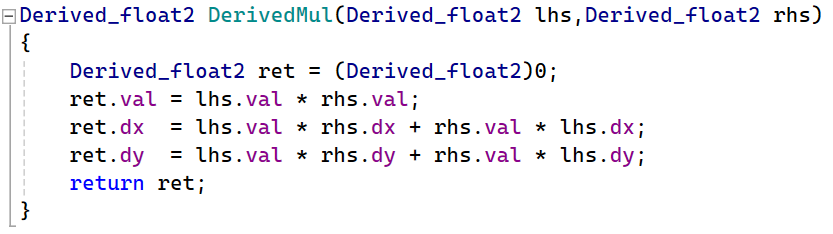 Derived_float2 DerivedMul(Derived_float2 lhs,Derived_float2 rhs)
{
    Derived_float2 ret = (Derived_float2)0;
    ret.val = lhs.val * rhs.val;
    ret.dx  = lhs.val * rhs.dx + rhs.val * lhs.dx;
    ret.dy  = lhs.val * rhs.dy + rhs.val * lhs.dy;
    return ret;
}